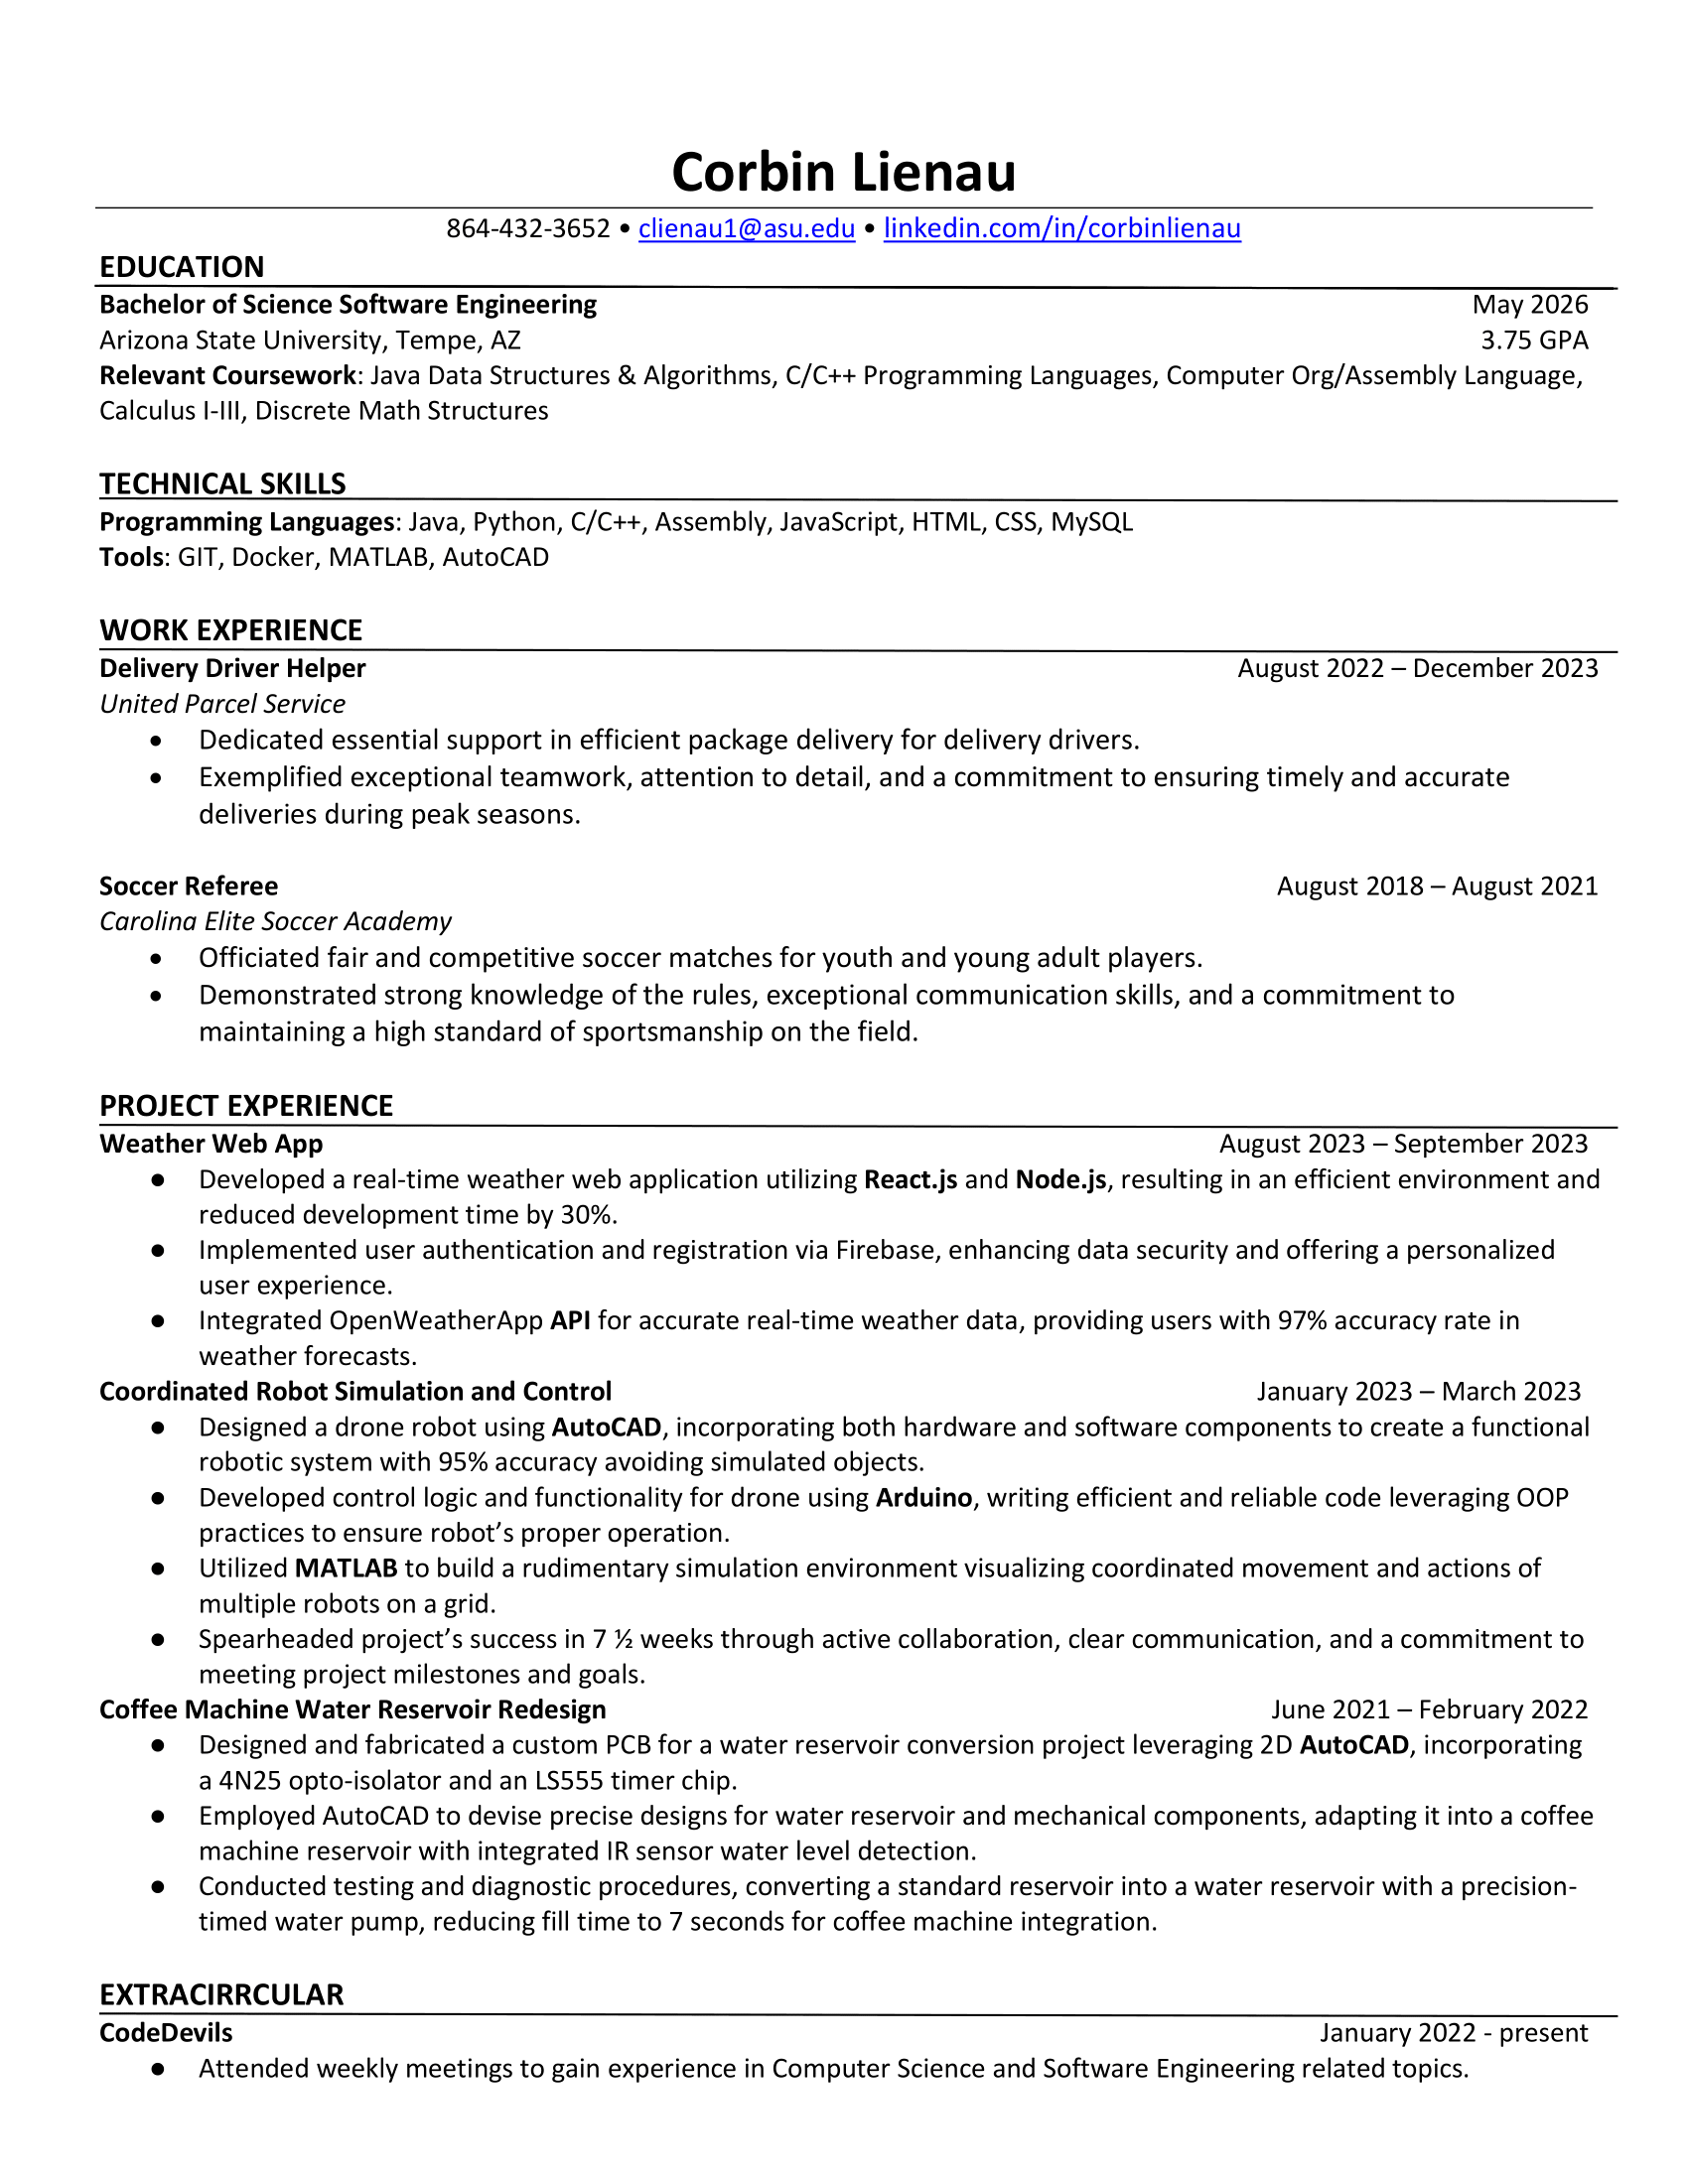 Corbin Lienau
864-432-3652 • clienau1@asu.edu • linkedin.com/in/corbinlienau
EDUCATION
Bachelor of Science Software Engineering May 2026
Arizona State University, Tempe, AZ 3.75 GPA
Relevant Coursework: Java Data Structures & Algorithms, C/C++ Programming Languages, Computer Org/Assembly Language,
Calculus I-III, Discrete Math Structures
TECHNICAL SKILLS
Programming Languages: Java, Python, C/C++, Assembly, JavaScript, HTML, CSS, MySQL
Tools: GIT, Docker, MATLAB, AutoCAD
WORK EXPERIENCE
Delivery Driver Helper August 2022 – December 2023
United Parcel Service
• Dedicated essential support in efficient package delivery for delivery drivers.
• Exemplified exceptional teamwork, attention to detail, and a commitment to ensuring timely and accurate
deliveries during peak seasons.
Soccer Referee August 2018 – August 2021
Carolina Elite Soccer Academy
• Officiated fair and competitive soccer matches for youth and young adult players.
• Demonstrated strong knowledge of the rules, exceptional communication skills, and a commitment to
maintaining a high standard of sportsmanship on the field.
PROJECT EXPERIENCE
Weather Web App August 2023 – September 2023
● Developed a real-time weather web application utilizing React.js and Node.js, resulting in an efficient environment and
reduced development time by 30%.
● Implemented user authentication and registration via Firebase, enhancing data security and offering a personalized
user experience.
● Integrated OpenWeatherApp API for accurate real-time weather data, providing users with 97% accuracy rate in
weather forecasts.
Coordinated Robot Simulation and Control January 2023 – March 2023
● Designed a drone robot using AutoCAD, incorporating both hardware and software components to create a functional
robotic system with 95% accuracy avoiding simulated objects.
● Developed control logic and functionality for drone using Arduino, writing efficient and reliable code leveraging OOP
practices to ensure robot’s proper operation.
● Utilized MATLAB to build a rudimentary simulation environment visualizing coordinated movement and actions of
multiple robots on a grid.
● Spearheaded project’s success in 7 ½ weeks through active collaboration, clear communication, and a commitment to
meeting project milestones and goals.
Coffee Machine Water Reservoir Redesign June 2021 – February 2022
● Designed and fabricated a custom PCB for a water reservoir conversion project leveraging 2D AutoCAD, incorporating
a 4N25 opto-isolator and an LS555 timer chip.
● Employed AutoCAD to devise precise designs for water reservoir and mechanical components, adapting it into a coffee
machine reservoir with integrated IR sensor water level detection.
● Conducted testing and diagnostic procedures, converting a standard reservoir into a water reservoir with a precision-
timed water pump, reducing fill time to 7 seconds for coffee machine integration.
EXTRACIRRCULAR
CodeDevils January 2022 - present
● Attended weekly meetings to gain experience in Computer Science and Software Engineering related topics.